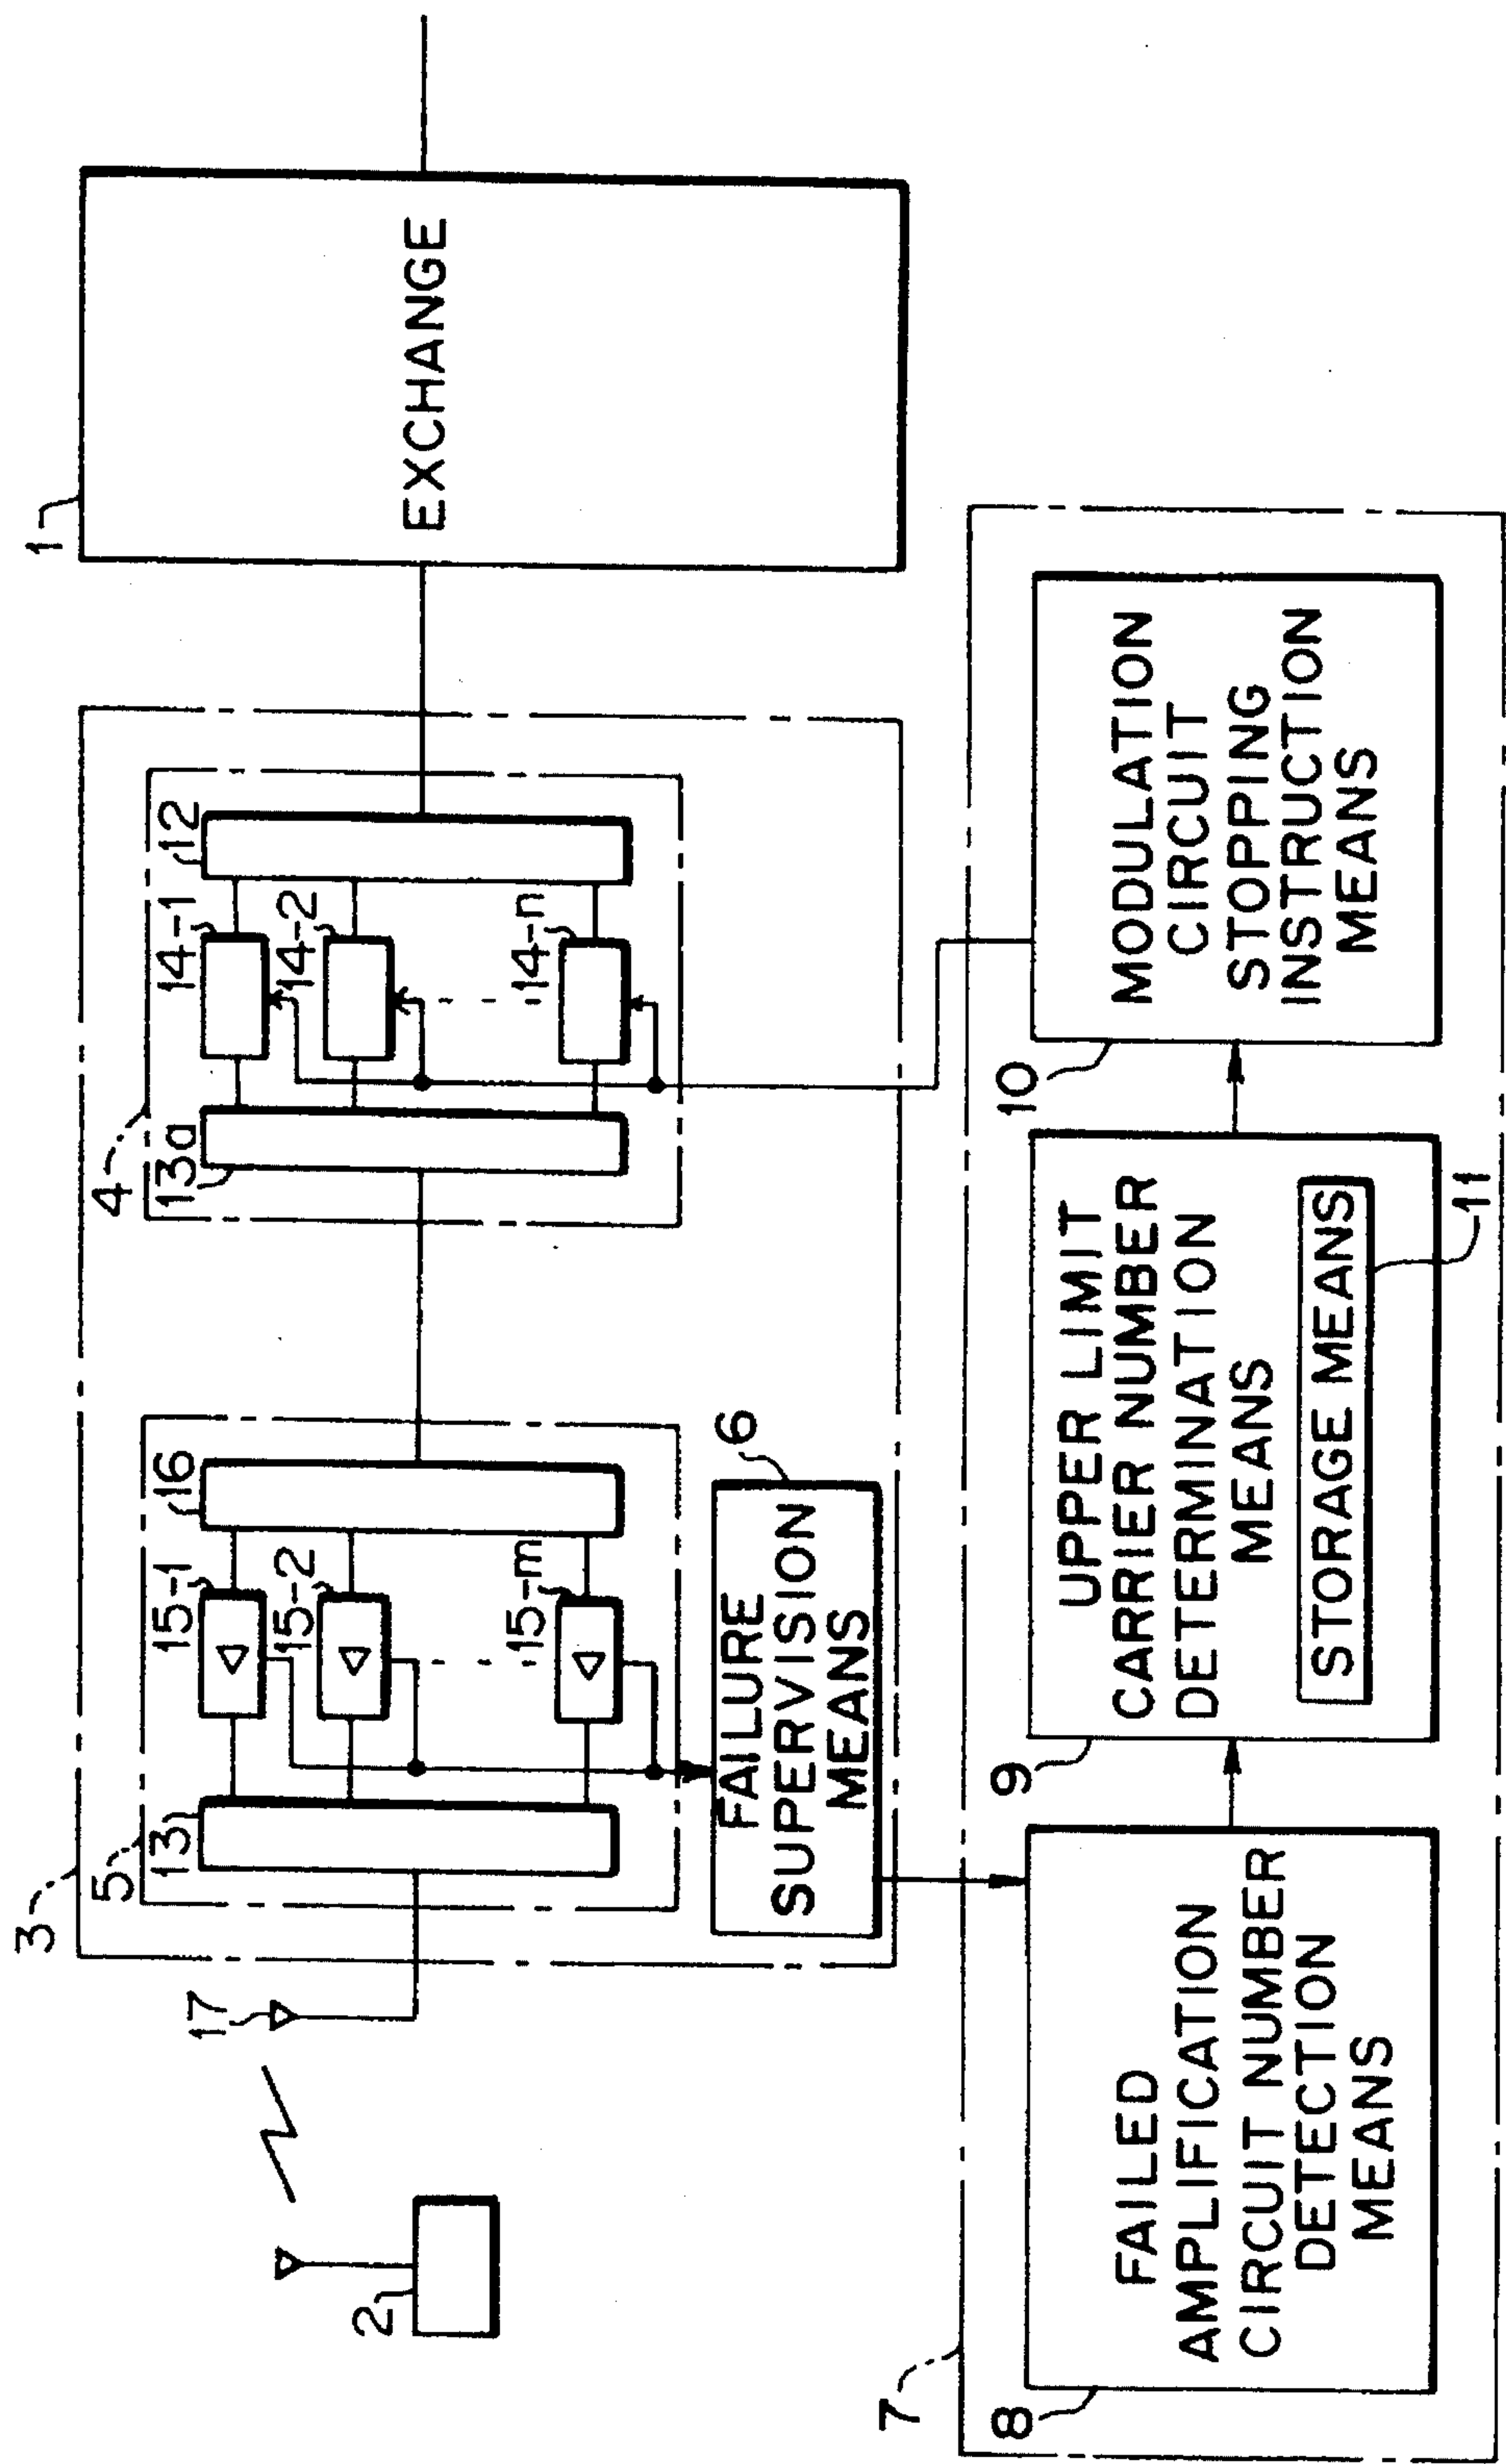 1
EXCHANGE
3
4
12
14-1
14-2
14-n
13a
5
16
15-1
15-2
15-m
13
17
2
6
FAILURE
SUPERVISION
MEANS
7
8
FAILED
AMPLIFICATION
CIRCUIT NUMBER
DETECTION
MEANS
9
UPPER LIMIT
CARRIER NUMBER
DETERMINATION
MEANS
STORAGE MEANS
11
10
MODULATION
CIRCUIT
STOPPING
INSTRUCTION
MEANS